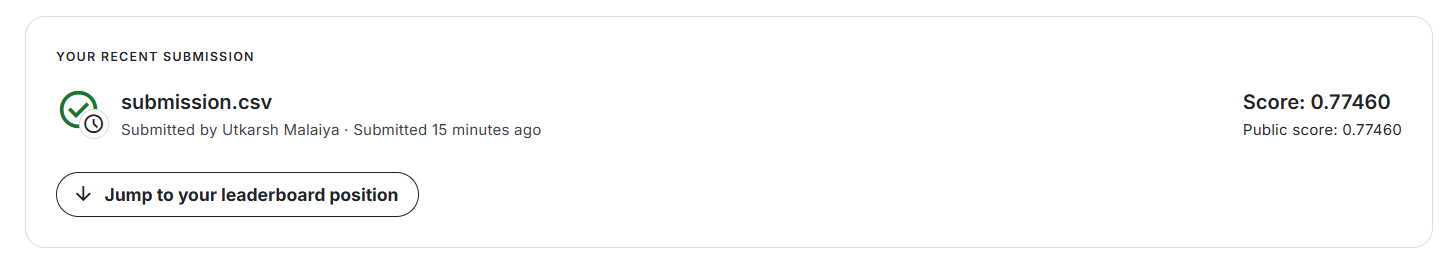 YOUR RECENT SUBMISSION
submission.csv
Score: 0.77460
Submitted by Utkarsh Malaiya · Submitted 15 minutes ago
Public score: 0.77460
Jump to your leaderboard position